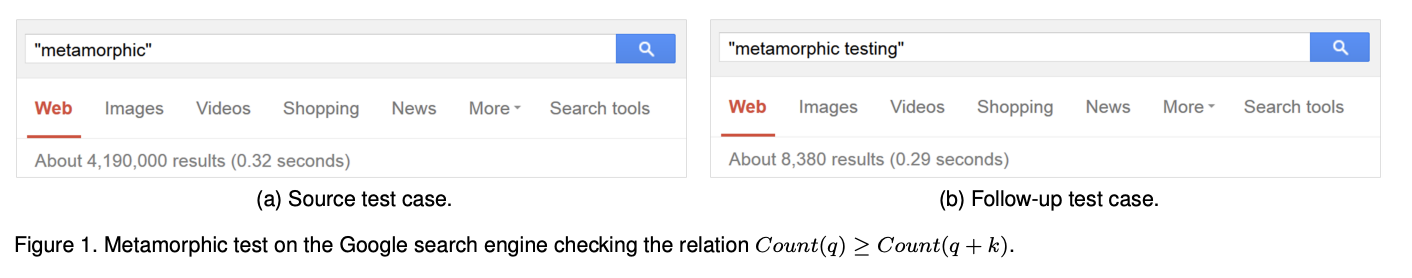 "metamorphic"
Web Images Videos Shopping News More Search tools
About 4,190,000 results (0.32 seconds)
(a) Source test case.
"metamorphic testing"
Web Images Videos Shopping News More Search tools
About 8,380 results (0.29 seconds)
(b) Follow-up test case.
Figure 1. Metamorphic test on the Google search engine checking the relation Count(q) ≥ Count(q + k).